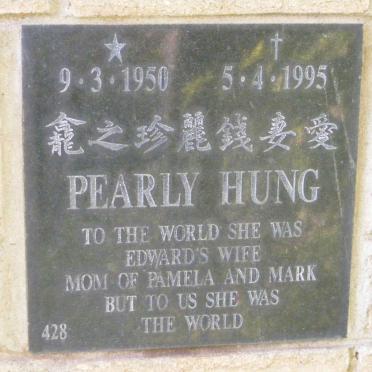 9·3·1950 5·4·1995
愛妻錢麗珍之龕
PEARLY HUNG
TO THE WORLD SHE WAS
EDWARD'S WIFE
MOM OF PAMELA AND MARK
BUT TO US SHE WAS
THE WORLD
428